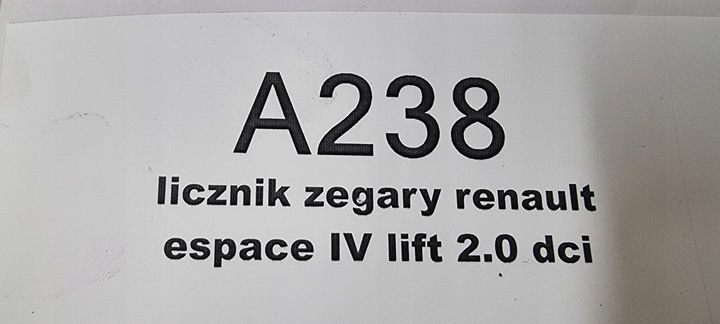 A238
licznik zegary renault
espace IV lift 2.0 dci